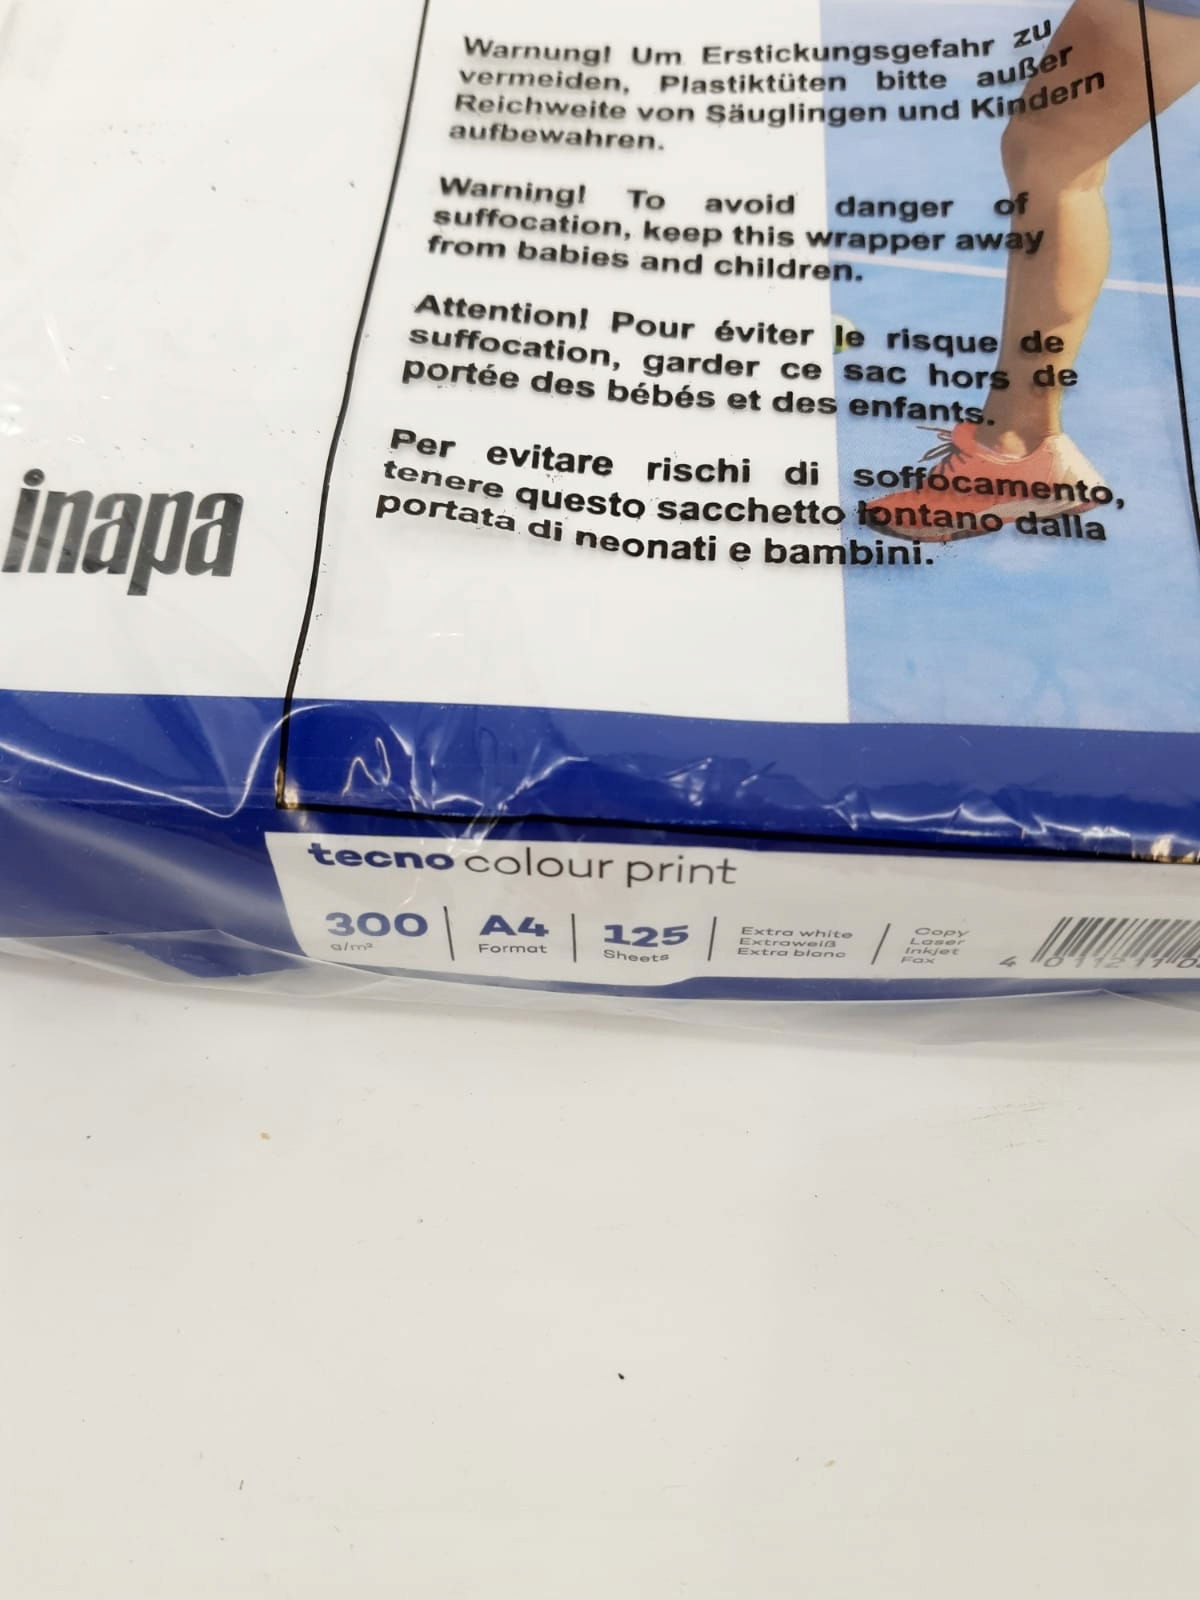 Warnung! Um Erstickungsgefahr zu
vermeiden, Plastiktüten bitte außer
Reichweite von Säuglingen und Kindern
aufbewahren.
Warning! To avoid danger of
suffocation, keep this wrapper away
from babies and children.
Attention! Pour éviter le risque de
suffocation, garder ce sac hors de
portée des bébés et des enfants.
Per evitare rischi di soffocamento,
tenere questo sacchetto lontano dalla
portata di neonati e bambini.
inapa
tecno colour print
300
g/m²
A4
Format
125
Sheets
Extra white
Extraweiß
Extra blanc
Copy
Laser
Inkjet
Fax
4 011211 0